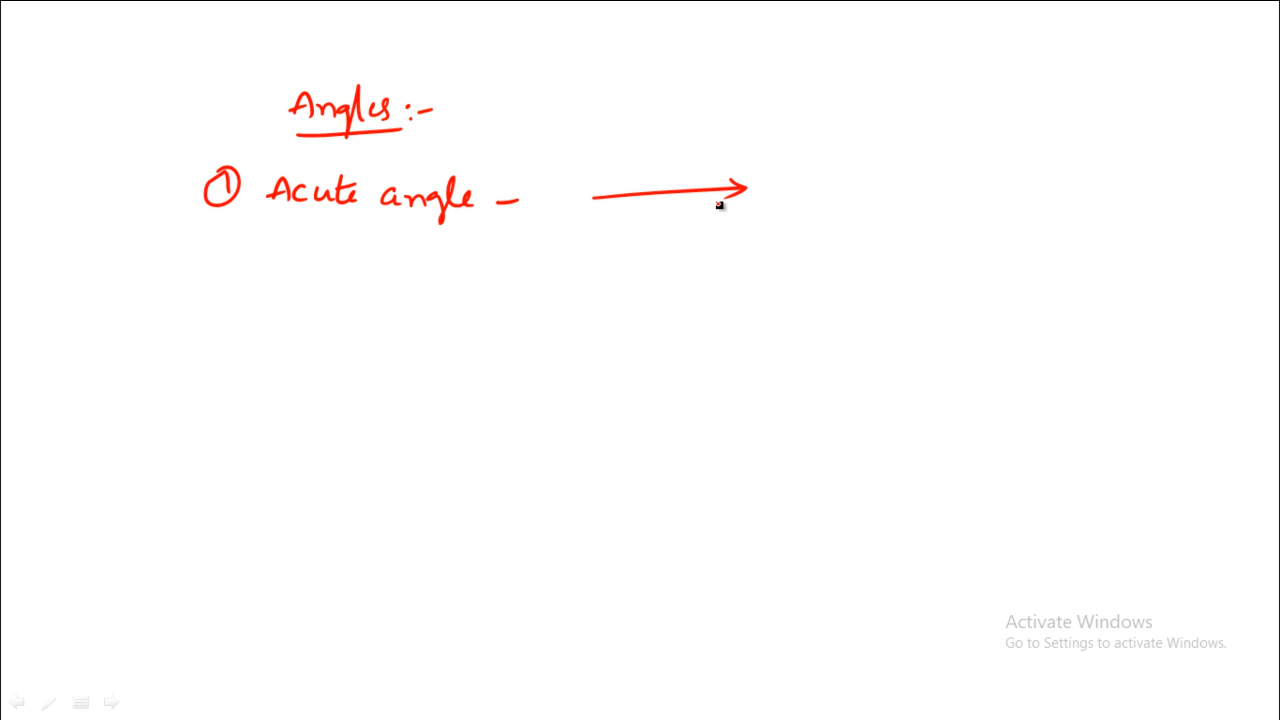 Angles :-
① Acute angle -
Activate Windows
Go to Settings to activate Windows.